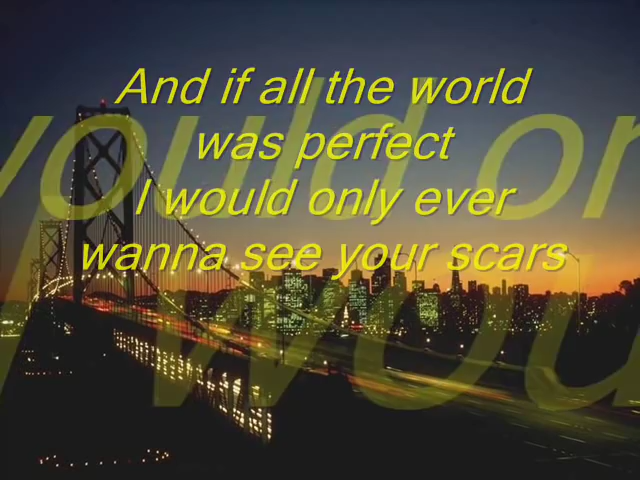 And if all the world
was perfect
I would only ever
wanna see your scars